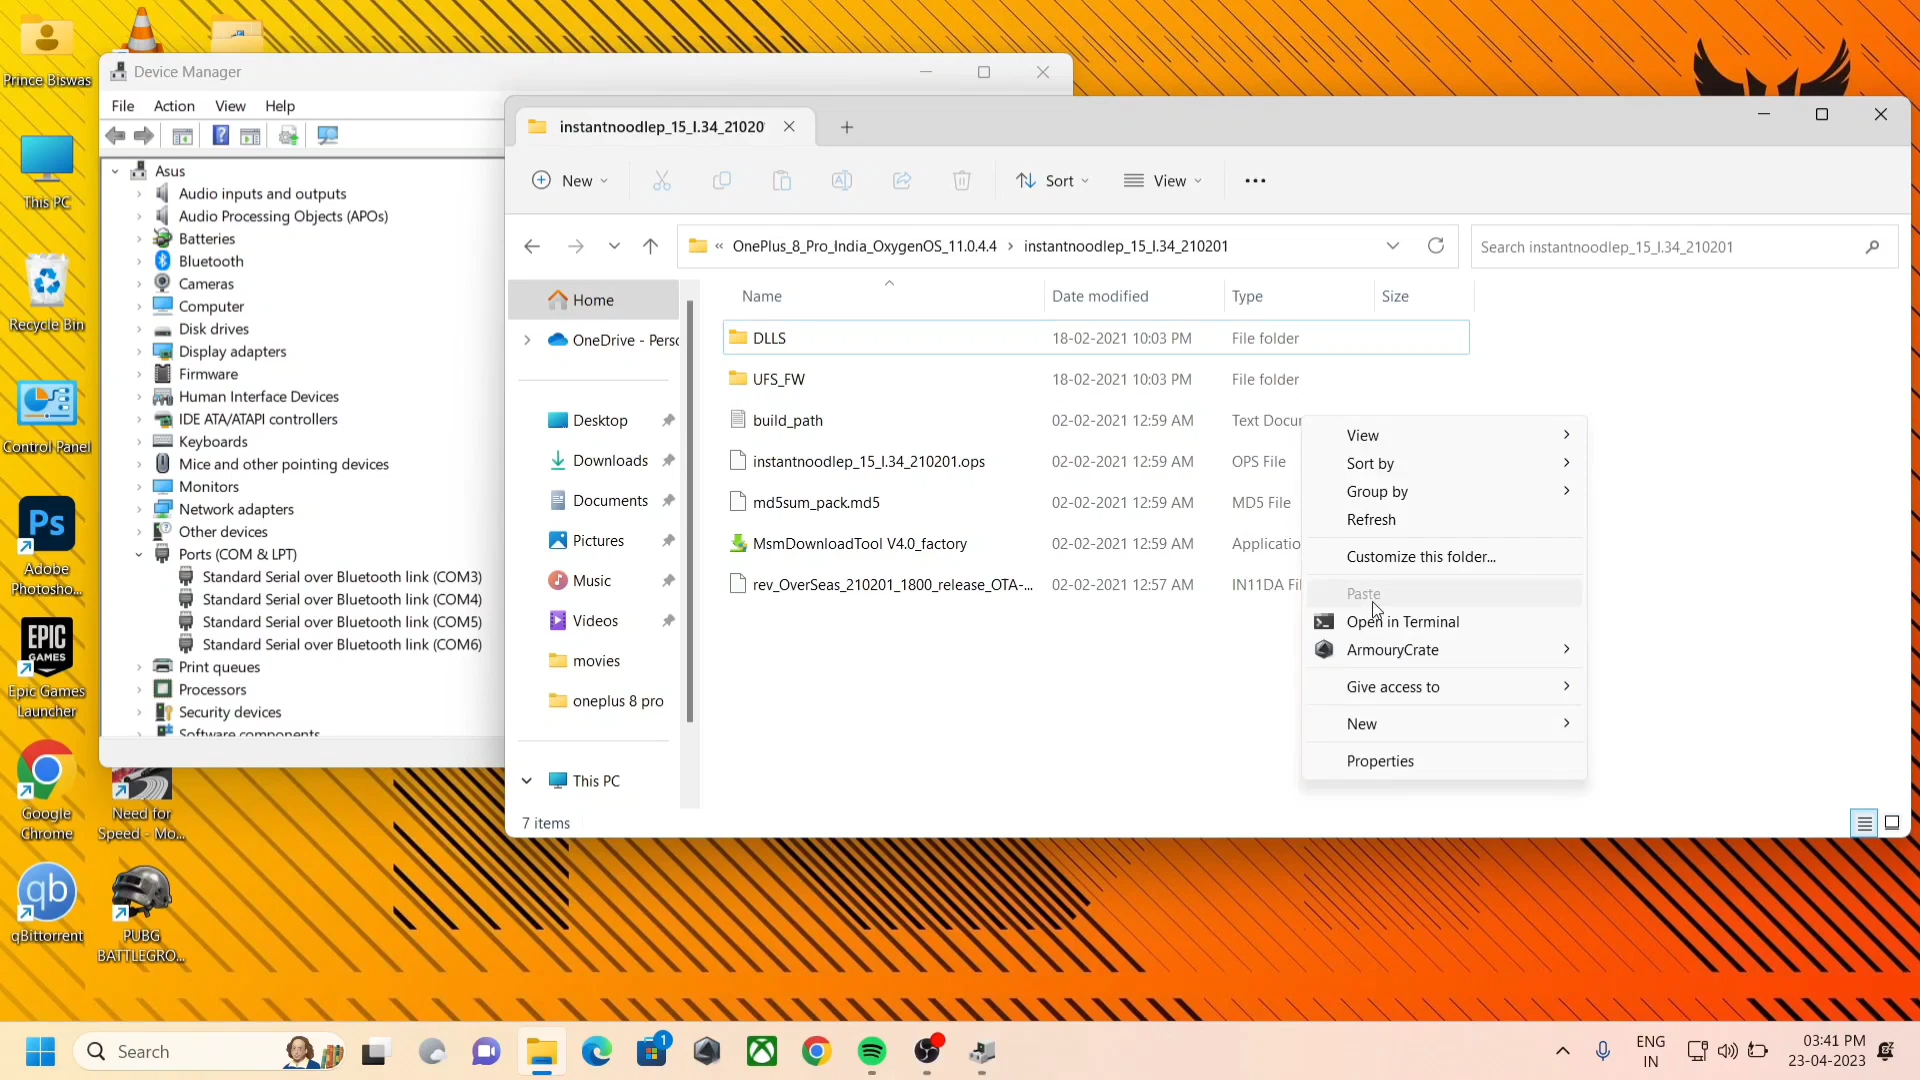 Prince Biswas
This PC
Recycle Bin
Control Panel
Ps
Adobe
Photosho...
EPIC
GAMES
Epic Games
Launcher
Google
Chrome
Need for
Speed - Mo...
qb
qBittorrent
PUBG
BATTLEGRO...
Device Manager
File Action View Help
Asus
Audio inputs and outputs
Audio Processing Objects (APOs)
Batteries
Bluetooth
Cameras
Computer
Disk drives
Display adapters
Firmware
Human Interface Devices
IDE ATA/ATAPI controllers
Keyboards
Mice and other pointing devices
Monitors
Network adapters
Other devices
Ports (COM & LPT)
Standard Serial over Bluetooth link (COM3)
Standard Serial over Bluetooth link (COM4)
Standard Serial over Bluetooth link (COM5)
Standard Serial over Bluetooth link (COM6)
Print queues
Processors
Security devices
Software components
instantnoodlep_15_I.34_21020
New Sort View
« OnePlus_8_Pro_India_OxygenOS_11.0.4.4 › instantnoodlep_15_I.34_210201
Search instantnoodlep_15_I.34_210201
Home
OneDrive - Perso
Desktop
Downloads
Documents
Pictures
Music
Videos
movies
oneplus 8 pro
This PC
Name Date modified Type Size
DLLS 18-02-2021 10:03 PM File folder
UFS_FW 18-02-2021 10:03 PM File folder
build_path 02-02-2021 12:59 AM Text Docu
instantnoodlep_15_I.34_210201.ops 02-02-2021 12:59 AM OPS File
md5sum_pack.md5 02-02-2021 12:59 AM MD5 File
MsmDownloadTool V4.0_factory 02-02-2021 12:59 AM Applicatio
rev_OverSeas_210201_1800_release_OTA-... 02-02-2021 12:57 AM IN11DA Fi
7 items
View
Sort by
Group by
Refresh
Customize this folder...
Paste
Open in Terminal
ArmouryCrate
Give access to
New
Properties
Search
1
ENG
IN
03:41 PM
23-04-2023